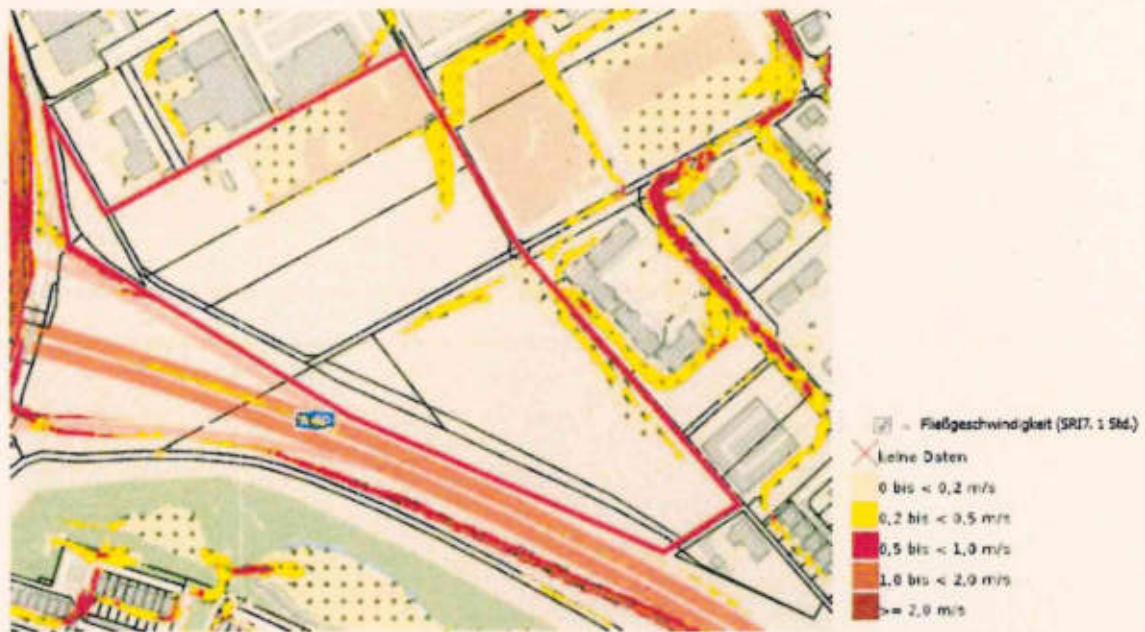 Fließgeschwindigkeit (SRI7. 1 Std.)
keine Daten
0 bis < 0,2 m/s
0,2 bis < 0,5 m/s
0,5 bis < 1,0 m/s
1,0 bis < 2,0 m/s
>= 2,0 m/s